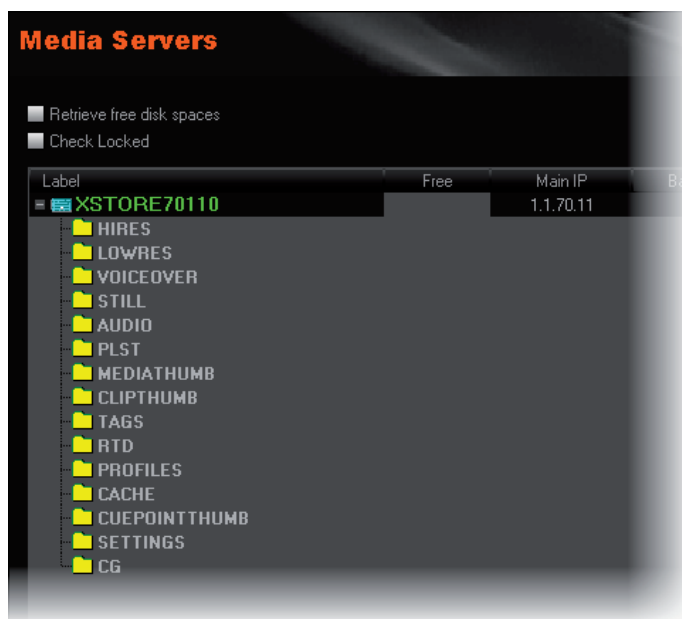 Media Servers
Retrieve free disk spaces
Check Locked
Label Free Main IP
XSTORE70110 1.1.70.11
HIRES
LOWRES
VOICEOVER
STILL
AUDIO
PLST
MEDIATHUMB
CLIPTHUMB
TAGS
RTD
PROFILES
CACHE
CUEPOINTTHUMB
SETTINGS
CG